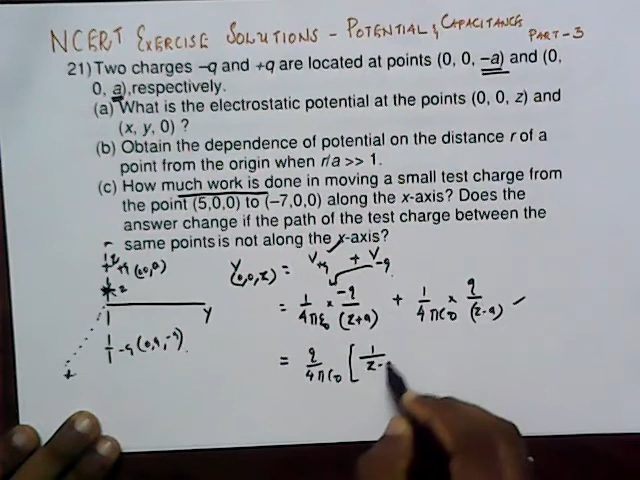 NCERT EXERCISE SOLUTIONS - POTENTIAL & CAPACITANCE
PART-3
21) Two charges –q and +q are located at points (0, 0, –a) and (0,
0, a), respectively.
(a) What is the electrostatic potential at the points (0, 0, z) and
(x, y, 0) ?
(b) Obtain the dependence of potential on the distance r of a
point from the origin when r/a >> 1.
(c) How much work is done in moving a small test charge from
the point (5,0,0) to (–7,0,0) along the x-axis? Does the
answer change if the path of the test charge between the
same points is not along the x-axis?
z
+q (0,0,a)
z
Y
-q (0,0,-a)
x
V(0,0,z) = V+q + V-q
= 1/4πε0 × -q/(z+a) + 1/4πε0 × q/(z-a)
= q/4πε0 [ 1/z-